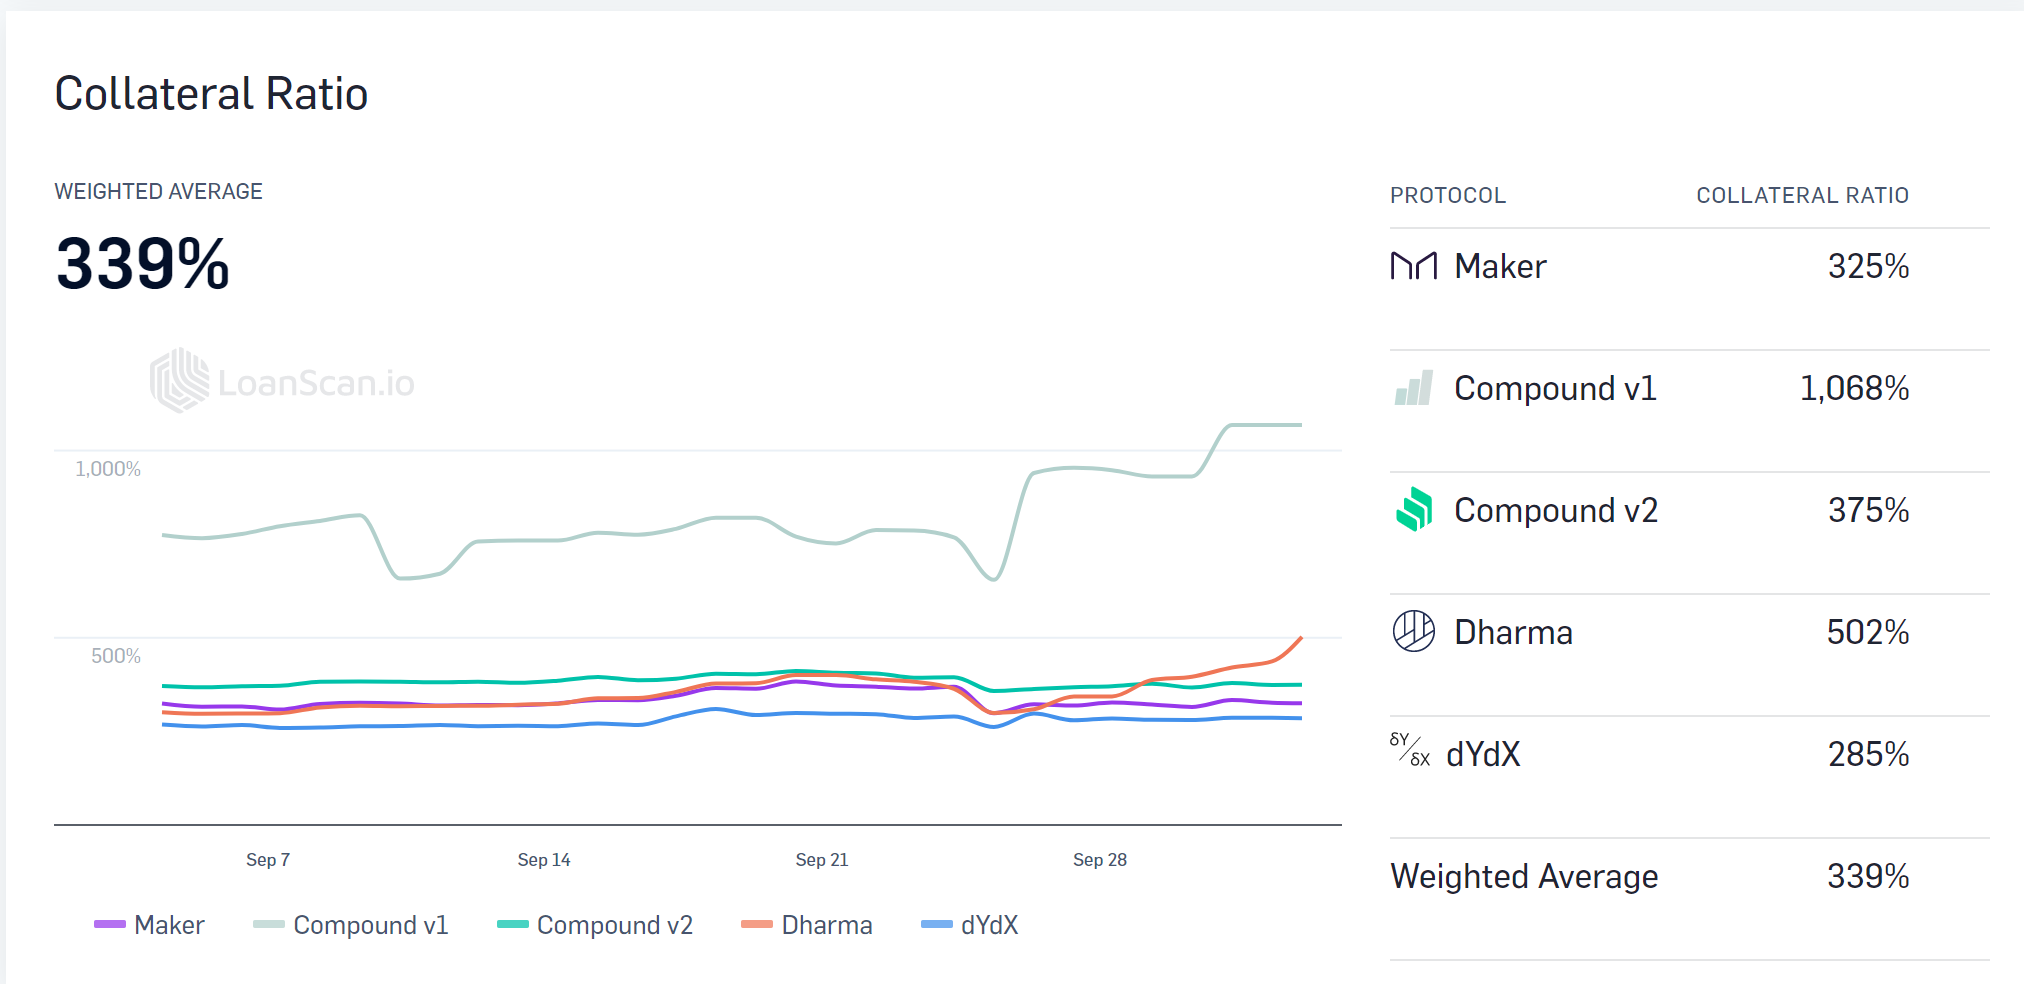 Collateral Ratio
WEIGHTED AVERAGE
339%
LoanScan.io
1,000%
500%
Sep 7 Sep 14 Sep 21 Sep 28
Maker Compound v1 Compound v2 Dharma dYdX
PROTOCOL COLLATERAL RATIO
Maker 325%
Compound v1 1,068%
Compound v2 375%
Dharma 502%
δY/δX dYdX 285%
Weighted Average 339%